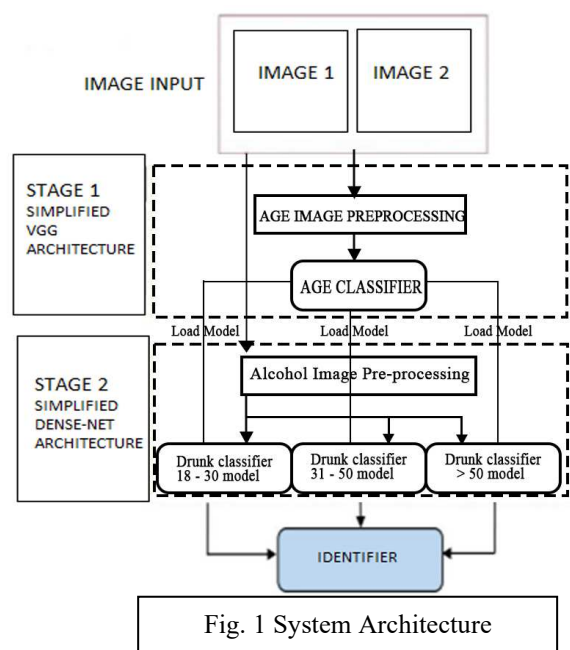 IMAGE INPUT
IMAGE 1
IMAGE 2
STAGE 1
SIMPLIFIED
VGG
ARCHITECTURE
AGE IMAGE PREPROCESSING
AGE CLASSIFIER
Load Model
Load Model
Load Model
STAGE 2
SIMPLIFIED
DENSE-NET
ARCHITECTURE
Alcohol Image Pre-processing
Drunk classifier
18 - 30 model
Drunk classifier
31 - 50 model
Drunk classifier
> 50 model
IDENTIFIER
Fig. 1 System Architecture